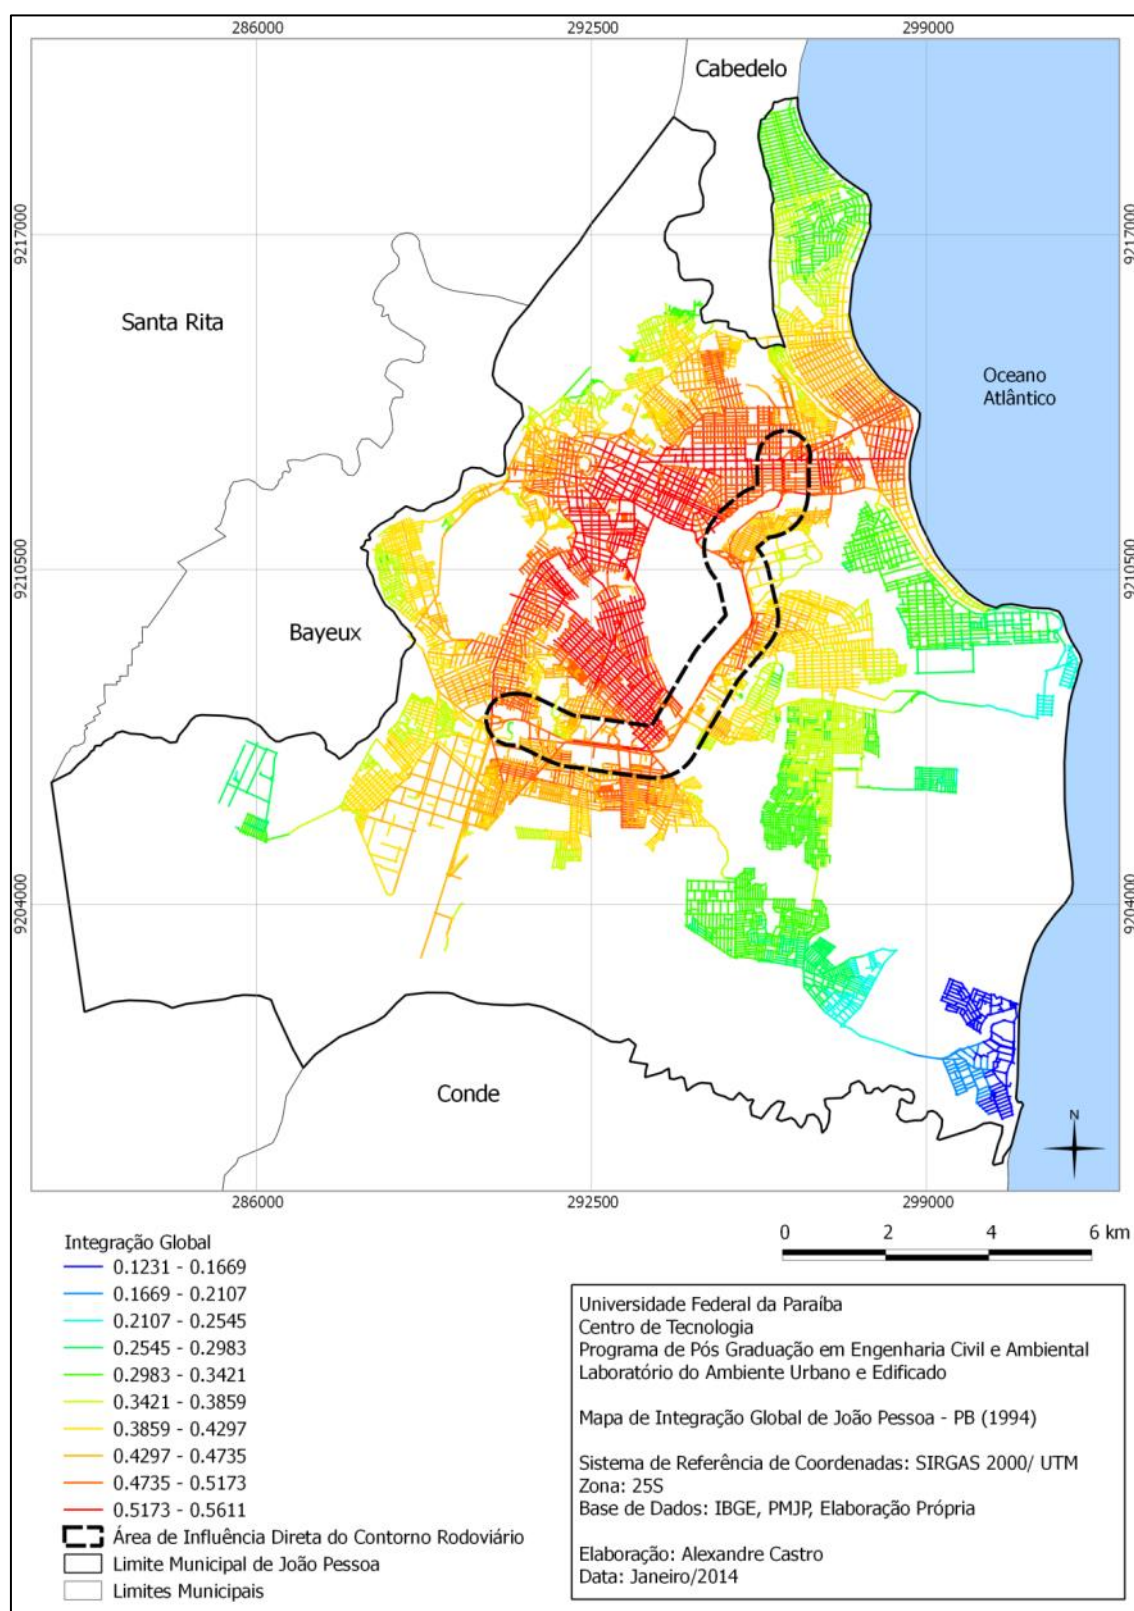 286000 292500 299000
Cabedelo
9217000 9217000
Santa Rita
Oceano
Atlântico
9210500 9210500
Bayeux
9204000 9204000
Conde
N
286000 292500 299000
0 2 4 6 km
Integração Global
0.1231 - 0.1669
0.1669 - 0.2107
0.2107 - 0.2545
0.2545 - 0.2983
0.2983 - 0.3421
0.3421 - 0.3859
0.3859 - 0.4297
0.4297 - 0.4735
0.4735 - 0.5173
0.5173 - 0.5611
Área de Influência Direta do Contorno Rodoviário
Limite Municipal de João Pessoa
Limites Municipais
Universidade Federal da Paraíba
Centro de Tecnologia
Programa de Pós Graduação em Engenharia Civil e Ambiental
Laboratório do Ambiente Urbano e Edificado
Mapa de Integração Global de João Pessoa - PB (1994)
Sistema de Referência de Coordenadas: SIRGAS 2000/ UTM
Zona: 25S
Base de Dados: IBGE, PMJP, Elaboração Própria
Elaboração: Alexandre Castro
Data: Janeiro/2014